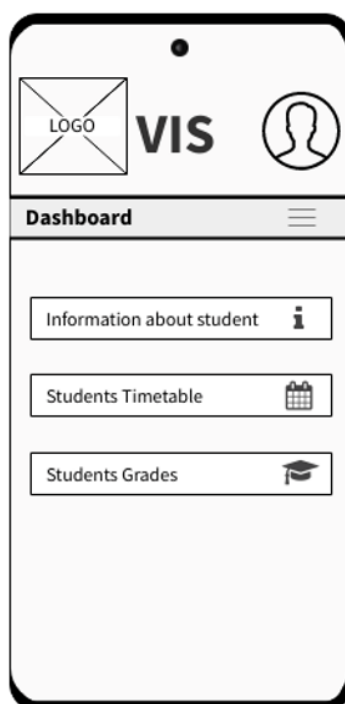 LOGO
VIS
Dashboard
Information about student
Students Timetable
Students Grades